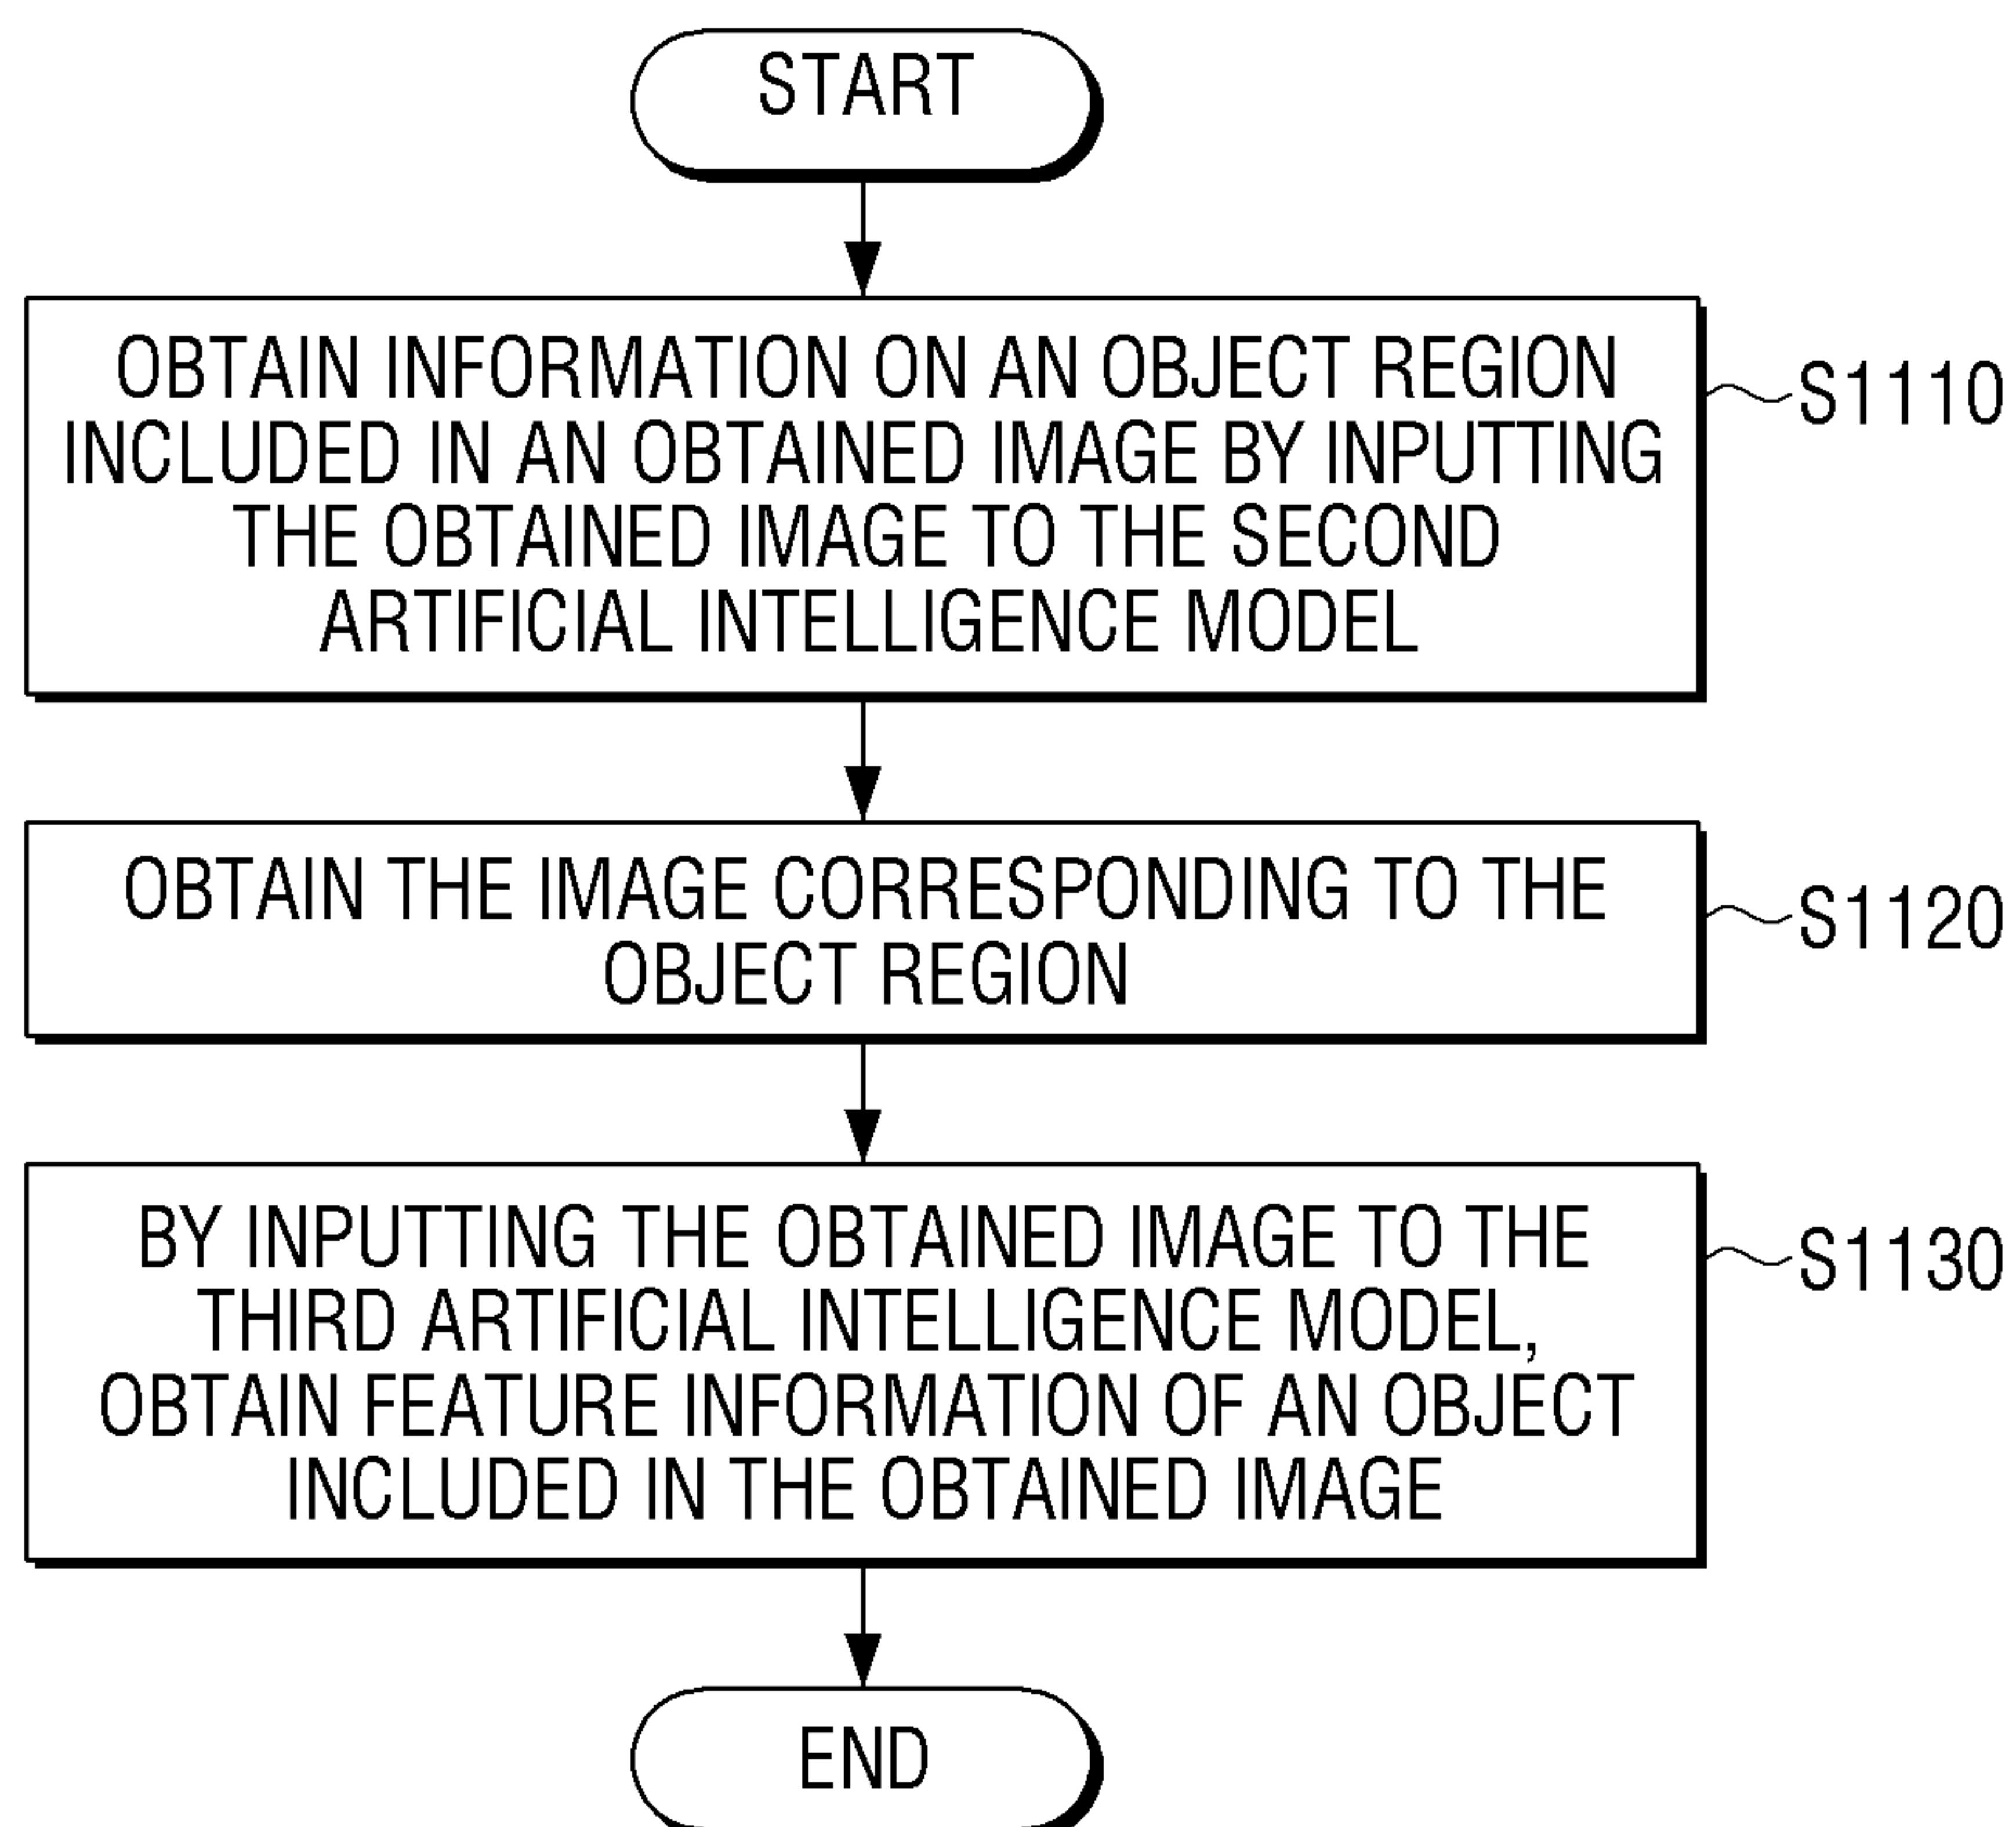 START
OBTAIN INFORMATION ON AN OBJECT REGION
INCLUDED IN AN OBTAINED IMAGE BY INPUTTING
THE OBTAINED IMAGE TO THE SECOND
ARTIFICIAL INTELLIGENCE MODEL
S1110
OBTAIN THE IMAGE CORRESPONDING TO THE
OBJECT REGION
S1120
BY INPUTTING THE OBTAINED IMAGE TO THE
THIRD ARTIFICIAL INTELLIGENCE MODEL,
OBTAIN FEATURE INFORMATION OF AN OBJECT
INCLUDED IN THE OBTAINED IMAGE
S1130
END